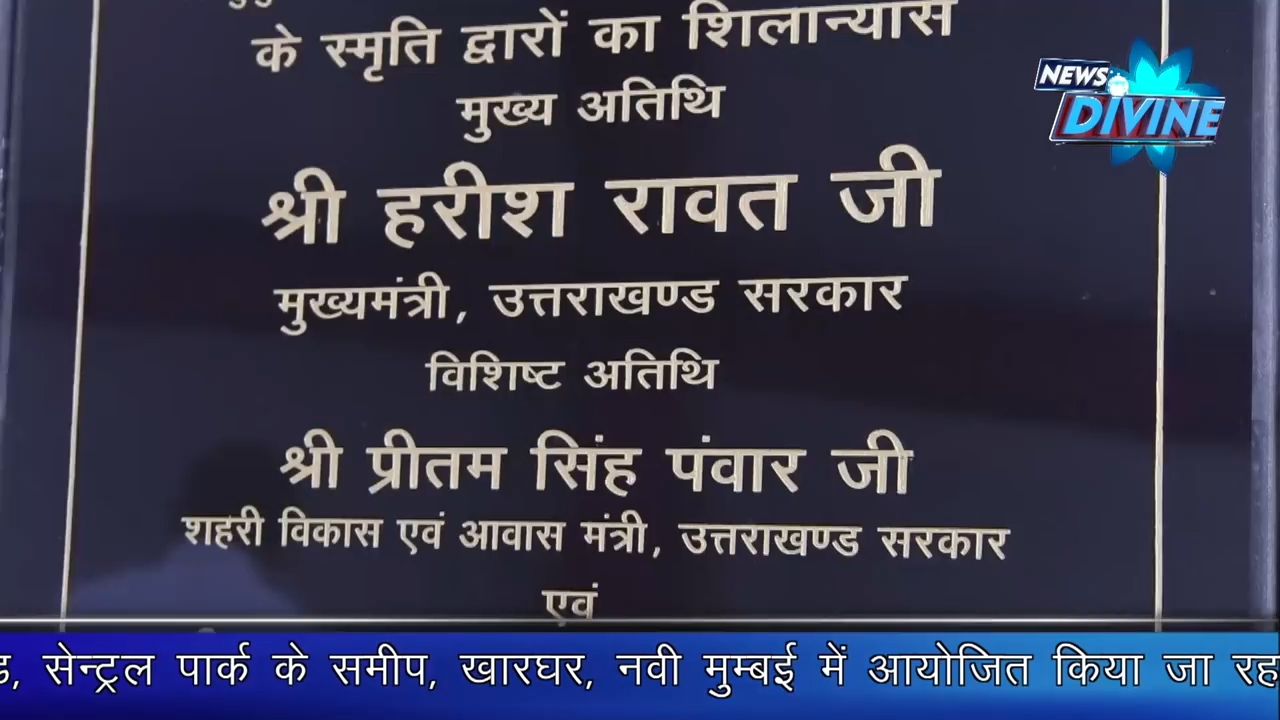 के स्मृति द्वारों का शिलान्यास
मुख्य अतिथि
श्री हरीश रावत जी
मुख्यमंत्री, उत्तराखण्ड सरकार
विशिष्ट अतिथि
श्री प्रीतम सिंह पंवार जी
शहरी विकास एवं आवास मंत्री, उत्तराखण्ड सरकार
एवं
NEWS
DIVINE
सेन्ट्रल पार्क के समीप, खारघर, नवी मुम्बई में आयोजित किया जा रह